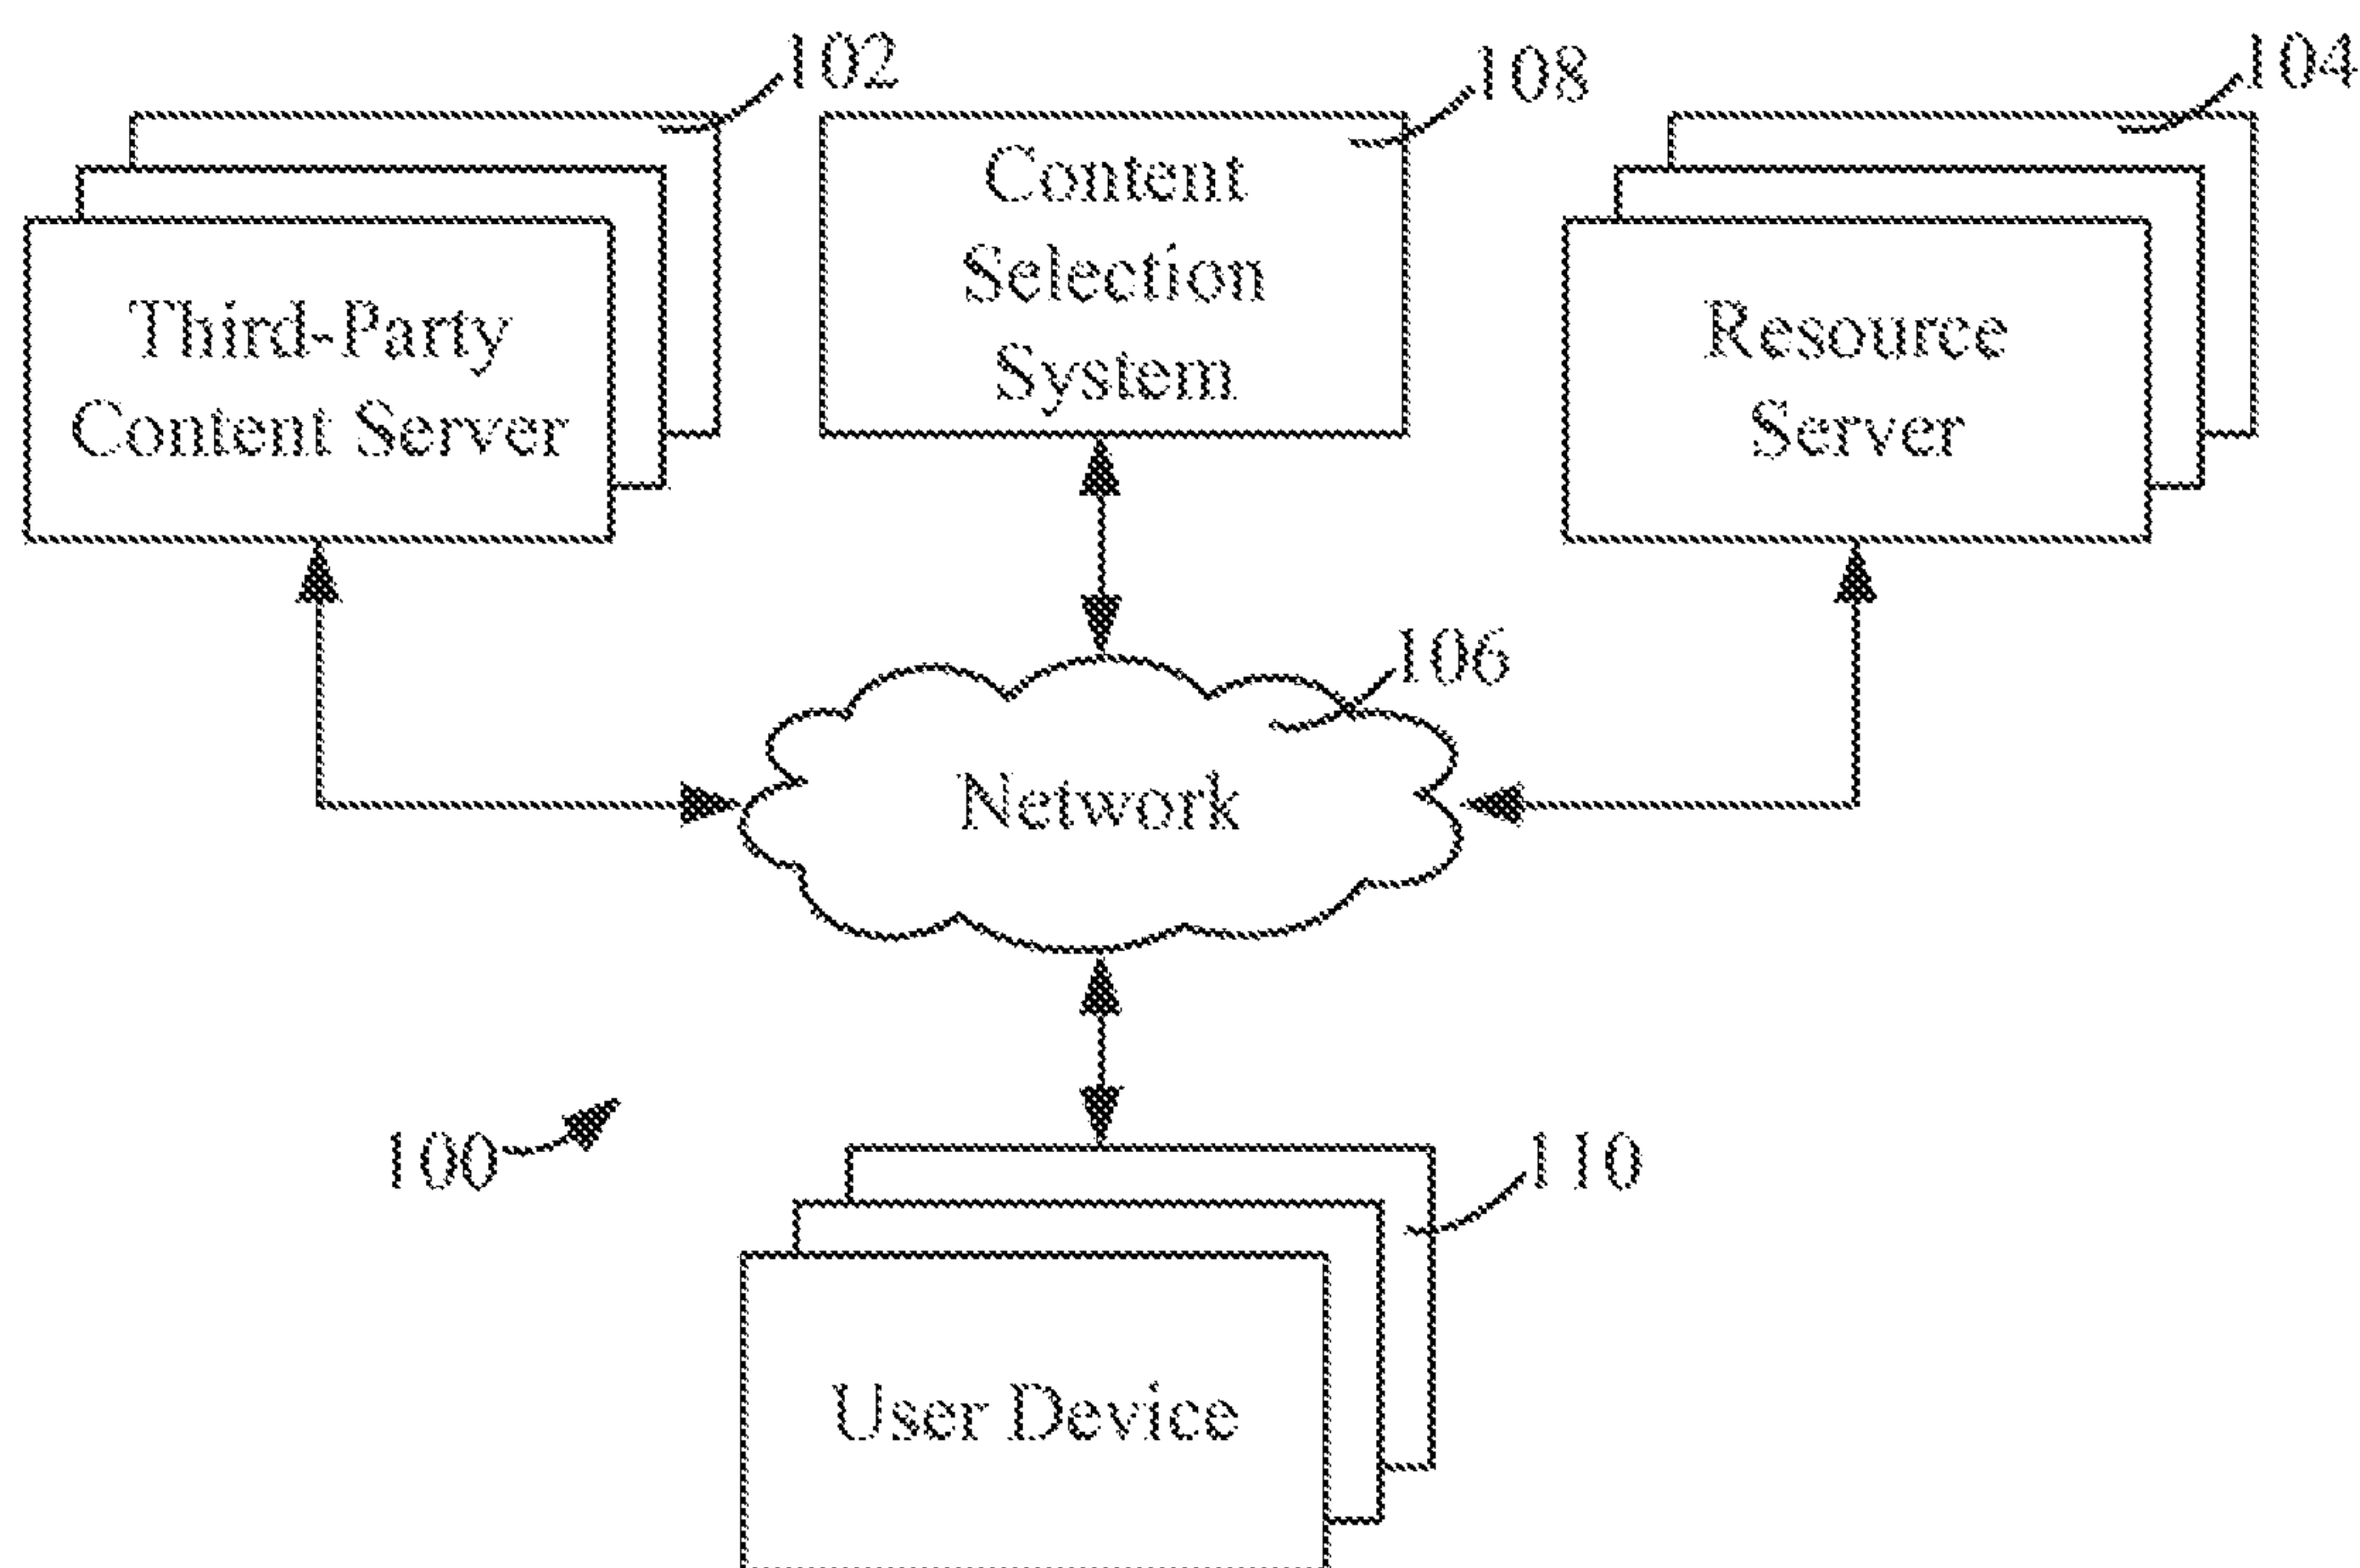 102
108
104
Content
Selection
System
Third-Party
Content Server
Resource
Server
106
Network
100
110
User Device